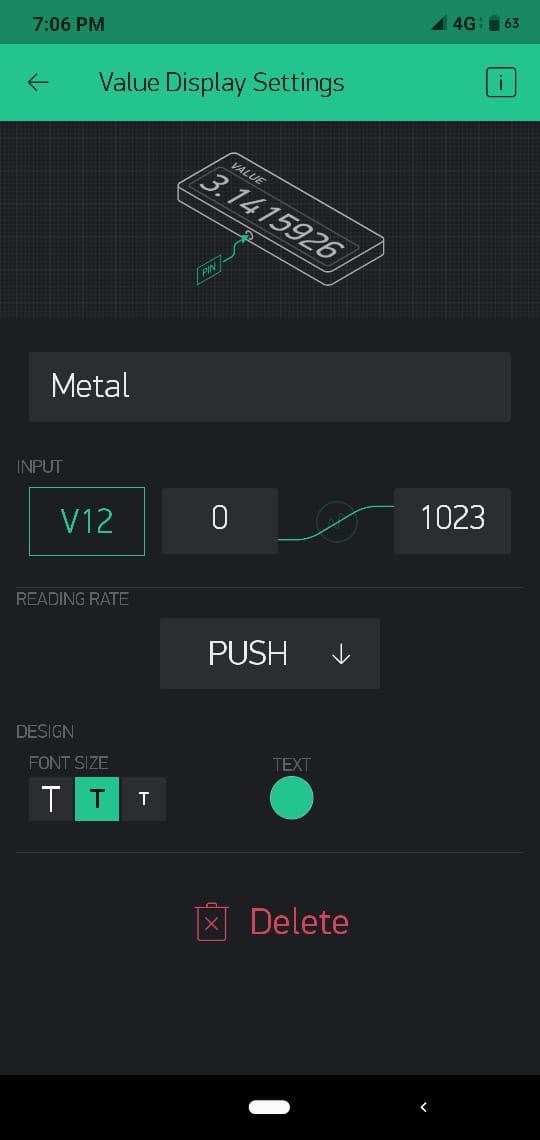 7:06 PM 4G 63
Value Display Settings i
VALUE
3.1415926
PIN
Metal
INPUT
V12 0 1023
READING RATE
PUSH
DESIGN
FONT SIZE TEXT
T T T
Delete